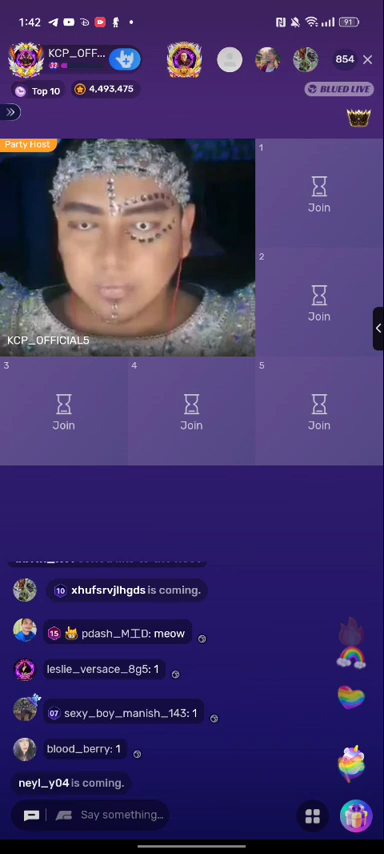 1:42
91
KCP_OFF...
33
854
Top 10
4,493,475
BLUED LIVE
Party Host
1
Join
2
Join
KCP_OFFICIAL5
3
Join
4
Join
5
Join
10 xhufsrvjlhgds is coming.
15 pdash_M工D: meow
leslie_versace_8g5: 1
07 sexy_boy_manish_143: 1
blood_berry: 1
neyl_y04 is coming.
Say something...